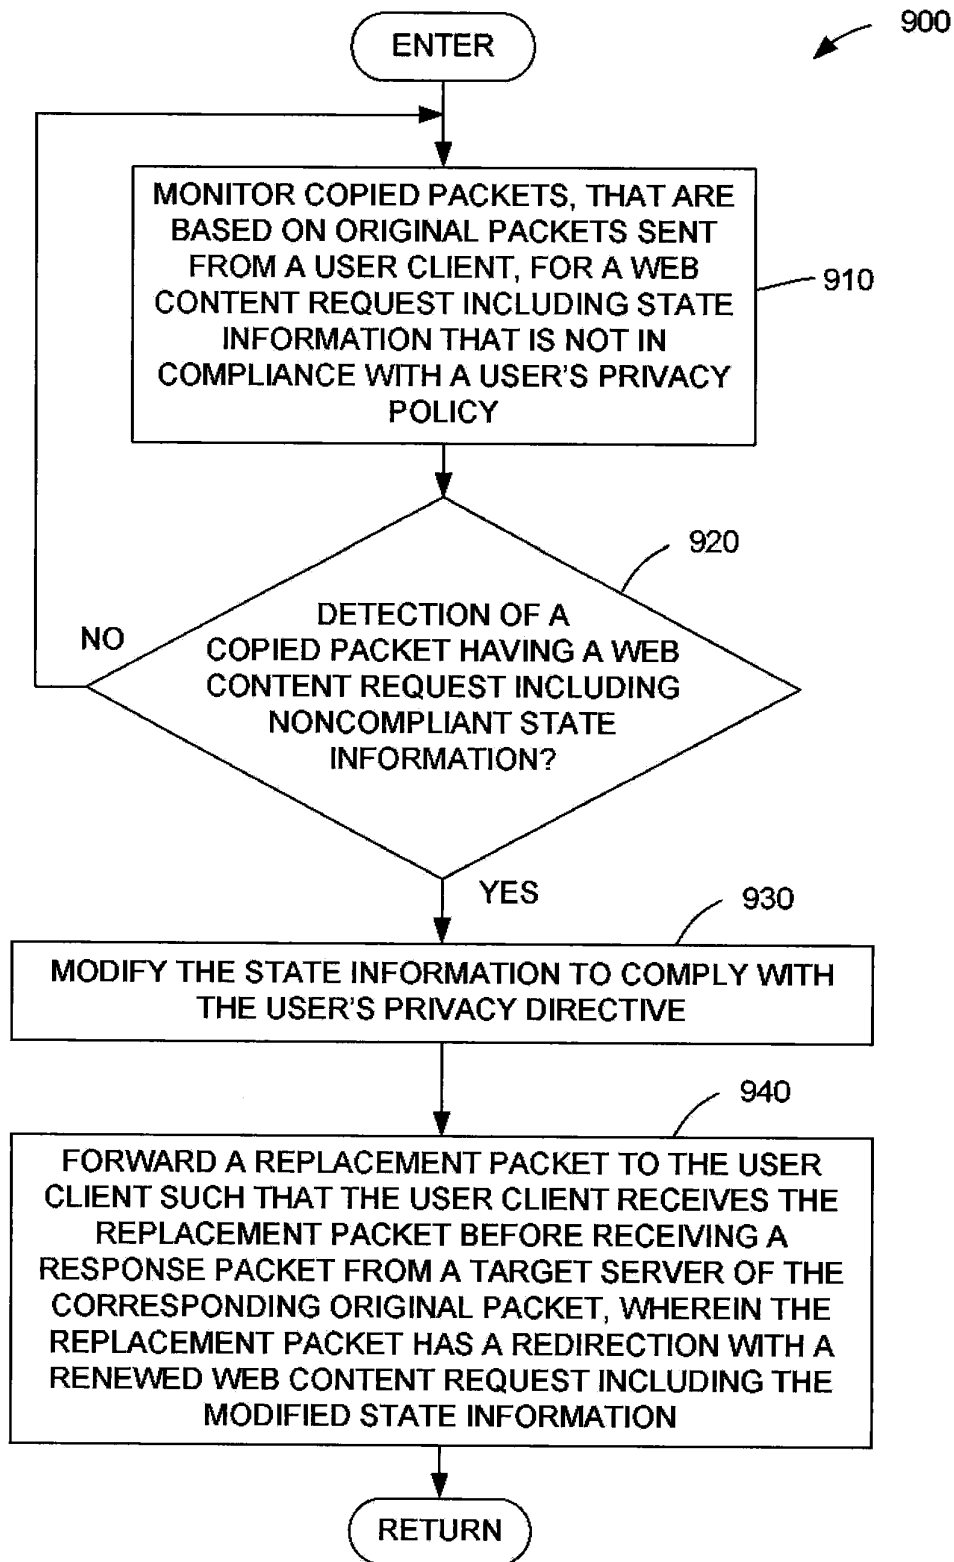 ENTER
900
MONITOR COPIED PACKETS, THAT ARE
BASED ON ORIGINAL PACKETS SENT
FROM A USER CLIENT, FOR A WEB
CONTENT REQUEST INCLUDING STATE
INFORMATION THAT IS NOT IN
COMPLIANCE WITH A USER'S PRIVACY
POLICY
910
920
DETECTION OF A
COPIED PACKET HAVING A WEB
CONTENT REQUEST INCLUDING
NONCOMPLIANT STATE
INFORMATION?
NO
YES
930
MODIFY THE STATE INFORMATION TO COMPLY WITH
THE USER'S PRIVACY DIRECTIVE
940
FORWARD A REPLACEMENT PACKET TO THE USER
CLIENT SUCH THAT THE USER CLIENT RECEIVES THE
REPLACEMENT PACKET BEFORE RECEIVING A
RESPONSE PACKET FROM A TARGET SERVER OF THE
CORRESPONDING ORIGINAL PACKET, WHEREIN THE
REPLACEMENT PACKET HAS A REDIRECTION WITH A
RENEWED WEB CONTENT REQUEST INCLUDING THE
MODIFIED STATE INFORMATION
RETURN